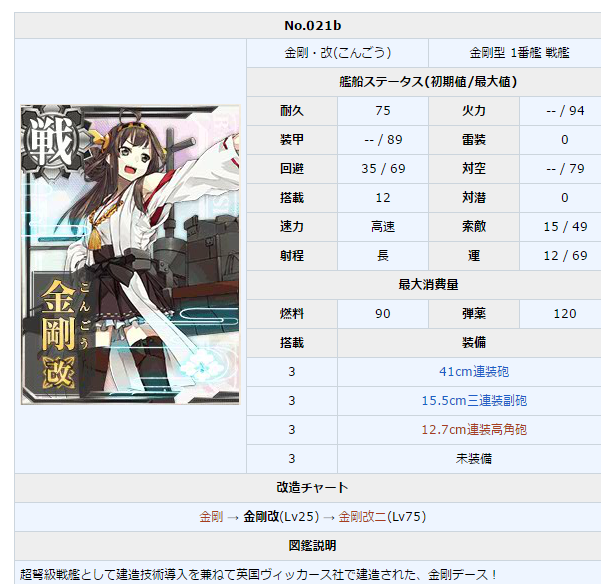 No.021b
金剛・改(こんごう)
金剛型 1番艦 戦艦
艦船ステータス(初期値/最大値)
耐久 75 火力 -- / 94
装甲 -- / 89 雷装 0
回避 35 / 69 対空 -- / 79
搭載 12 対潜 0
速力 高速 索敵 15 / 49
射程 長 運 12 / 69
最大消費量
燃料 90 弾薬 120
搭載 装備
3 41cm連装砲
3 15.5cm三連装副砲
3 12.7cm連装高角砲
3 未装備
戦
金剛
こんごう
改
改造チャート
金剛 → 金剛改(Lv25) → 金剛改二(Lv75)
図鑑説明
超弩級戦艦として建造技術導入を兼ねて英国ヴィッカース社で建造された、金剛デース！